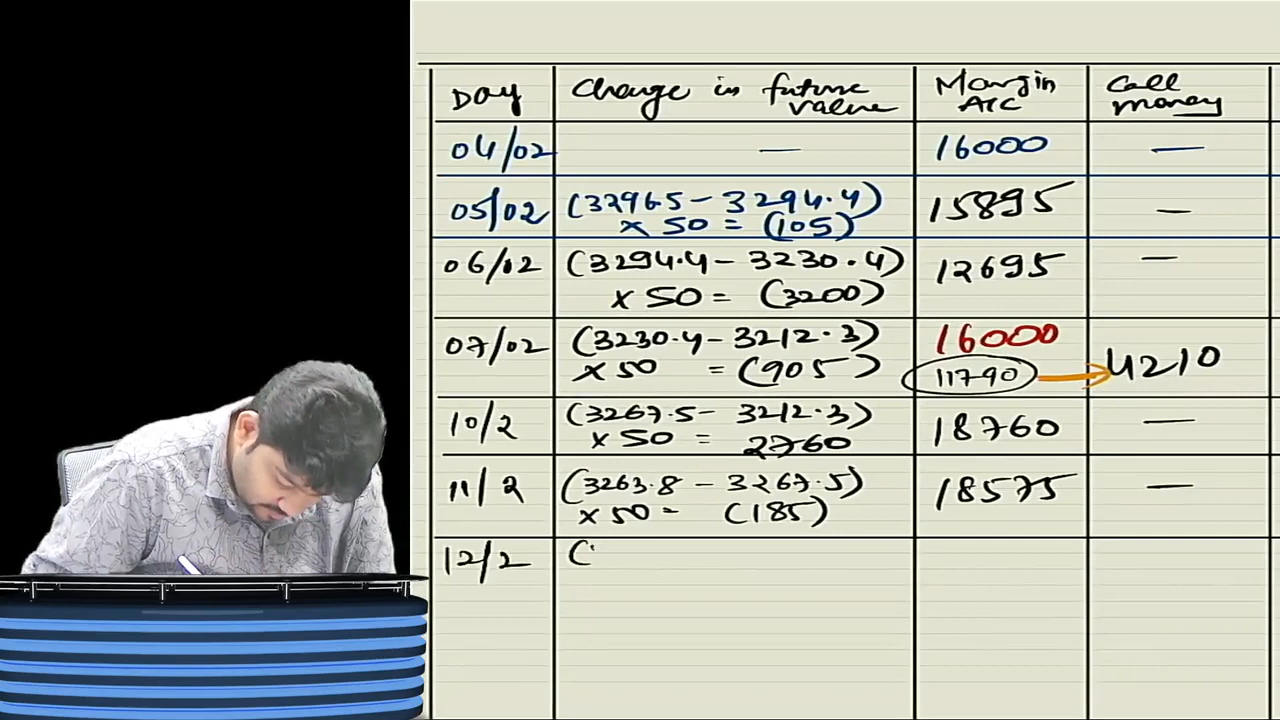 Day Change in future value Margin A/C Call money
04/02 — 16000 —
05/02 (3296.5 - 3294.4) × 50 = (105) 15895 —
06/02 (3294.4 - 3230.4) × 50 = (3200) 12695 —
07/02 (3230.4 - 3212.3) × 50 = (905) 16000 11790 → 4210
10/2 (3267.5 - 3212.3) × 50 = 2760 18760 —
11/2 (3263.8 - 3267.5) × 50 = (185) 18575 —
12/2 (